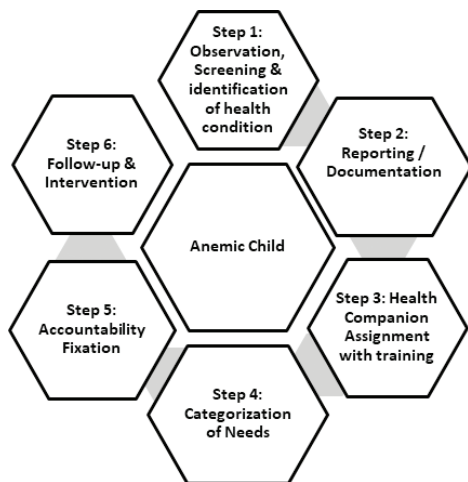 Step 1:
Observation,
Screening &
identification
of health
condition
Step 2:
Reporting /
Documentation
Step 3: Health
Companion
Assignment
with training
Step 4:
Categorization
of Needs
Step 5:
Accountability
Fixation
Step 6:
Follow-up &
Intervention
Anemic Child